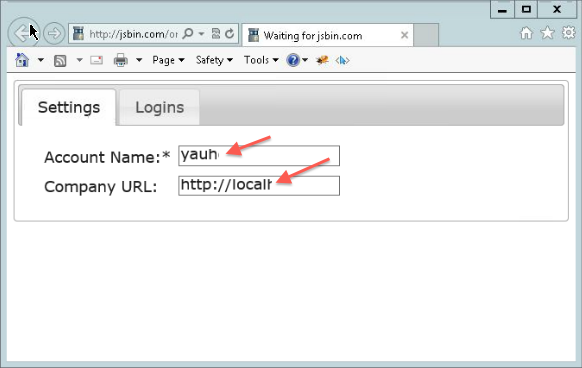 http://jsbin.com/or
Waiting for jsbin.com
Page Safety Tools
Settings Logins
Account Name:* yauh
Company URL: http://local